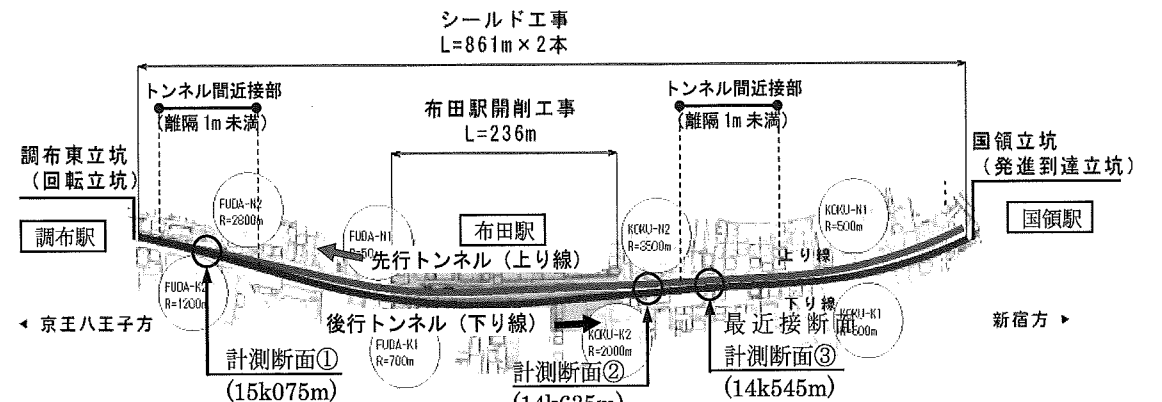 シールド工事
L=861m×2本
トンネル間近接部
(離隔1m未満)
布田駅開削工事
L=236m
トンネル間近接部
(離隔1m未満)
調布東立坑
(回転立坑)
国領立坑
(発進到達立坑)
調布駅
FUDA-N2
R=2800m
FUDA-N1
布田駅
KOKU-N2
R=3500m
KOKU-N1
R=500m
国領駅
先行トンネル(上り線)
上り線
FUDA-K2
R=1200m
後行トンネル(下り線)
下り線
◀ 京王八王子方
新宿方 ▶
FUDA-K1
R=700m
KOKU-K2
R=2000m
KOKU-K1
最近接断面
計測断面①
(15k075m)
計測断面②
(14k635m)
計測断面③
(14k545m)